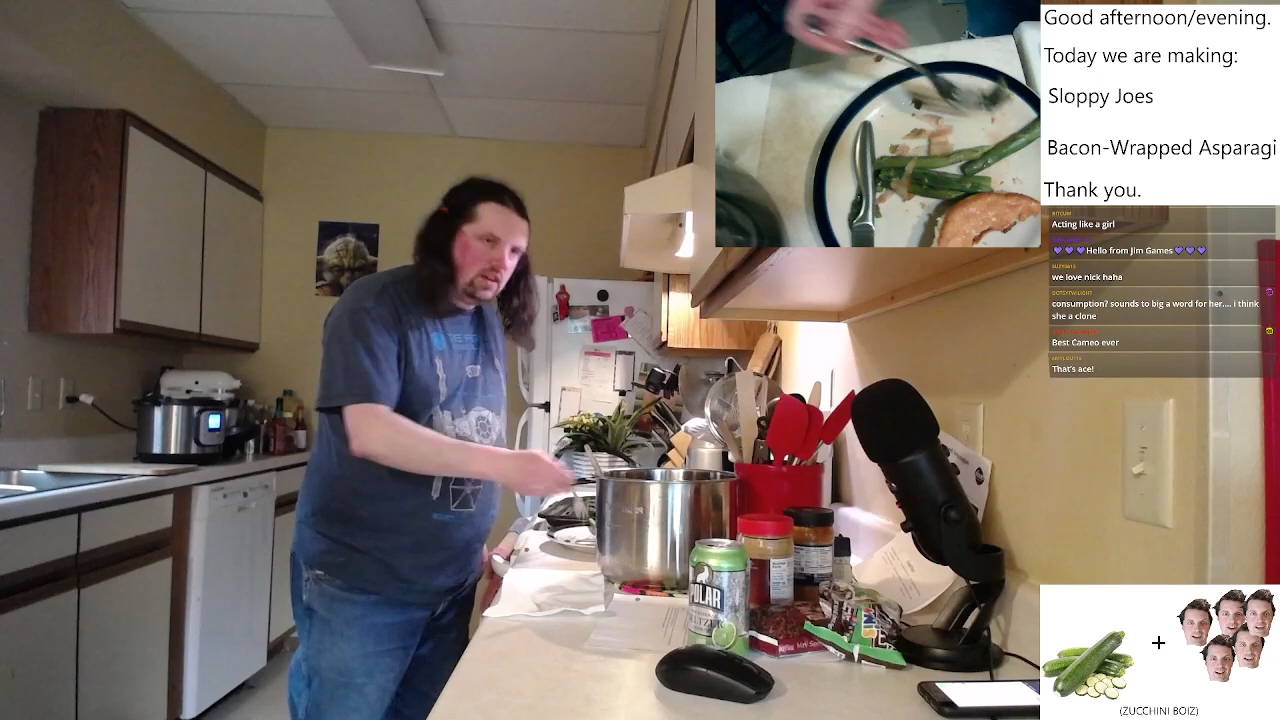 Good afternoon/evening.
Today we are making:
Sloppy Joes
Bacon-Wrapped Asparagi
Thank you.
Acting like a girl
💜💜💜Hello from Jim Games💜💜💜
we love nick haha
consumption? sounds to big a word for her.... i think
she a clone
Best Cameo ever
That's ace!
POLAR
+
(ZUCCHINI BOIZ)